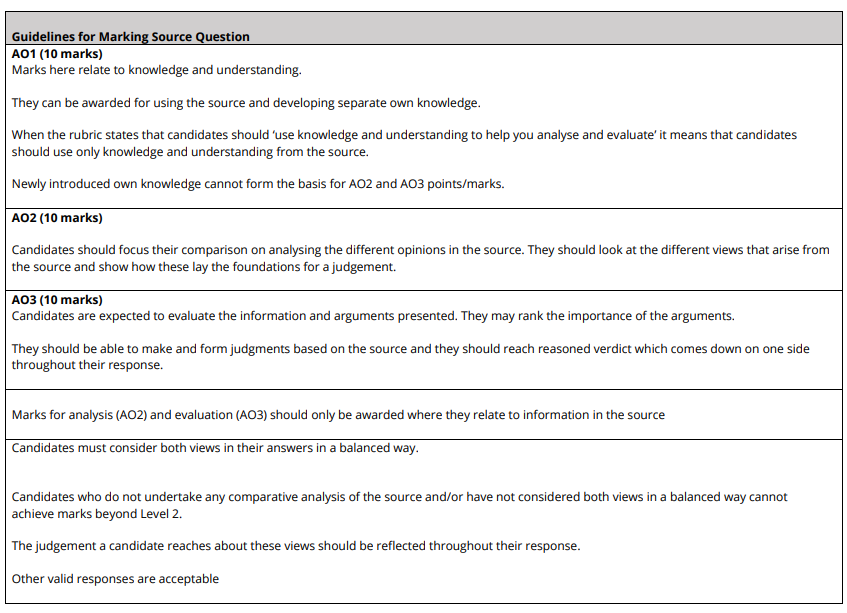 Guidelines for Marking Source Question
AO1 (10 marks)
Marks here relate to knowledge and understanding.
They can be awarded for using the source and developing separate own knowledge.
When the rubric states that candidates should ‘use knowledge and understanding to help you analyse and evaluate’ it means that candidates
should use only knowledge and understanding from the source.
Newly introduced own knowledge cannot form the basis for AO2 and AO3 points/marks.
AO2 (10 marks)
Candidates should focus their comparison on analysing the different opinions in the source. They should look at the different views that arise from
the source and show how these lay the foundations for a judgement.
AO3 (10 marks)
Candidates are expected to evaluate the information and arguments presented. They may rank the importance of the arguments.
They should be able to make and form judgments based on the source and they should reach reasoned verdict which comes down on one side
throughout their response.
Marks for analysis (AO2) and evaluation (AO3) should only be awarded where they relate to information in the source
Candidates must consider both views in their answers in a balanced way.
Candidates who do not undertake any comparative analysis of the source and/or have not considered both views in a balanced way cannot
achieve marks beyond Level 2.
The judgement a candidate reaches about these views should be reflected throughout their response.
Other valid responses are acceptable